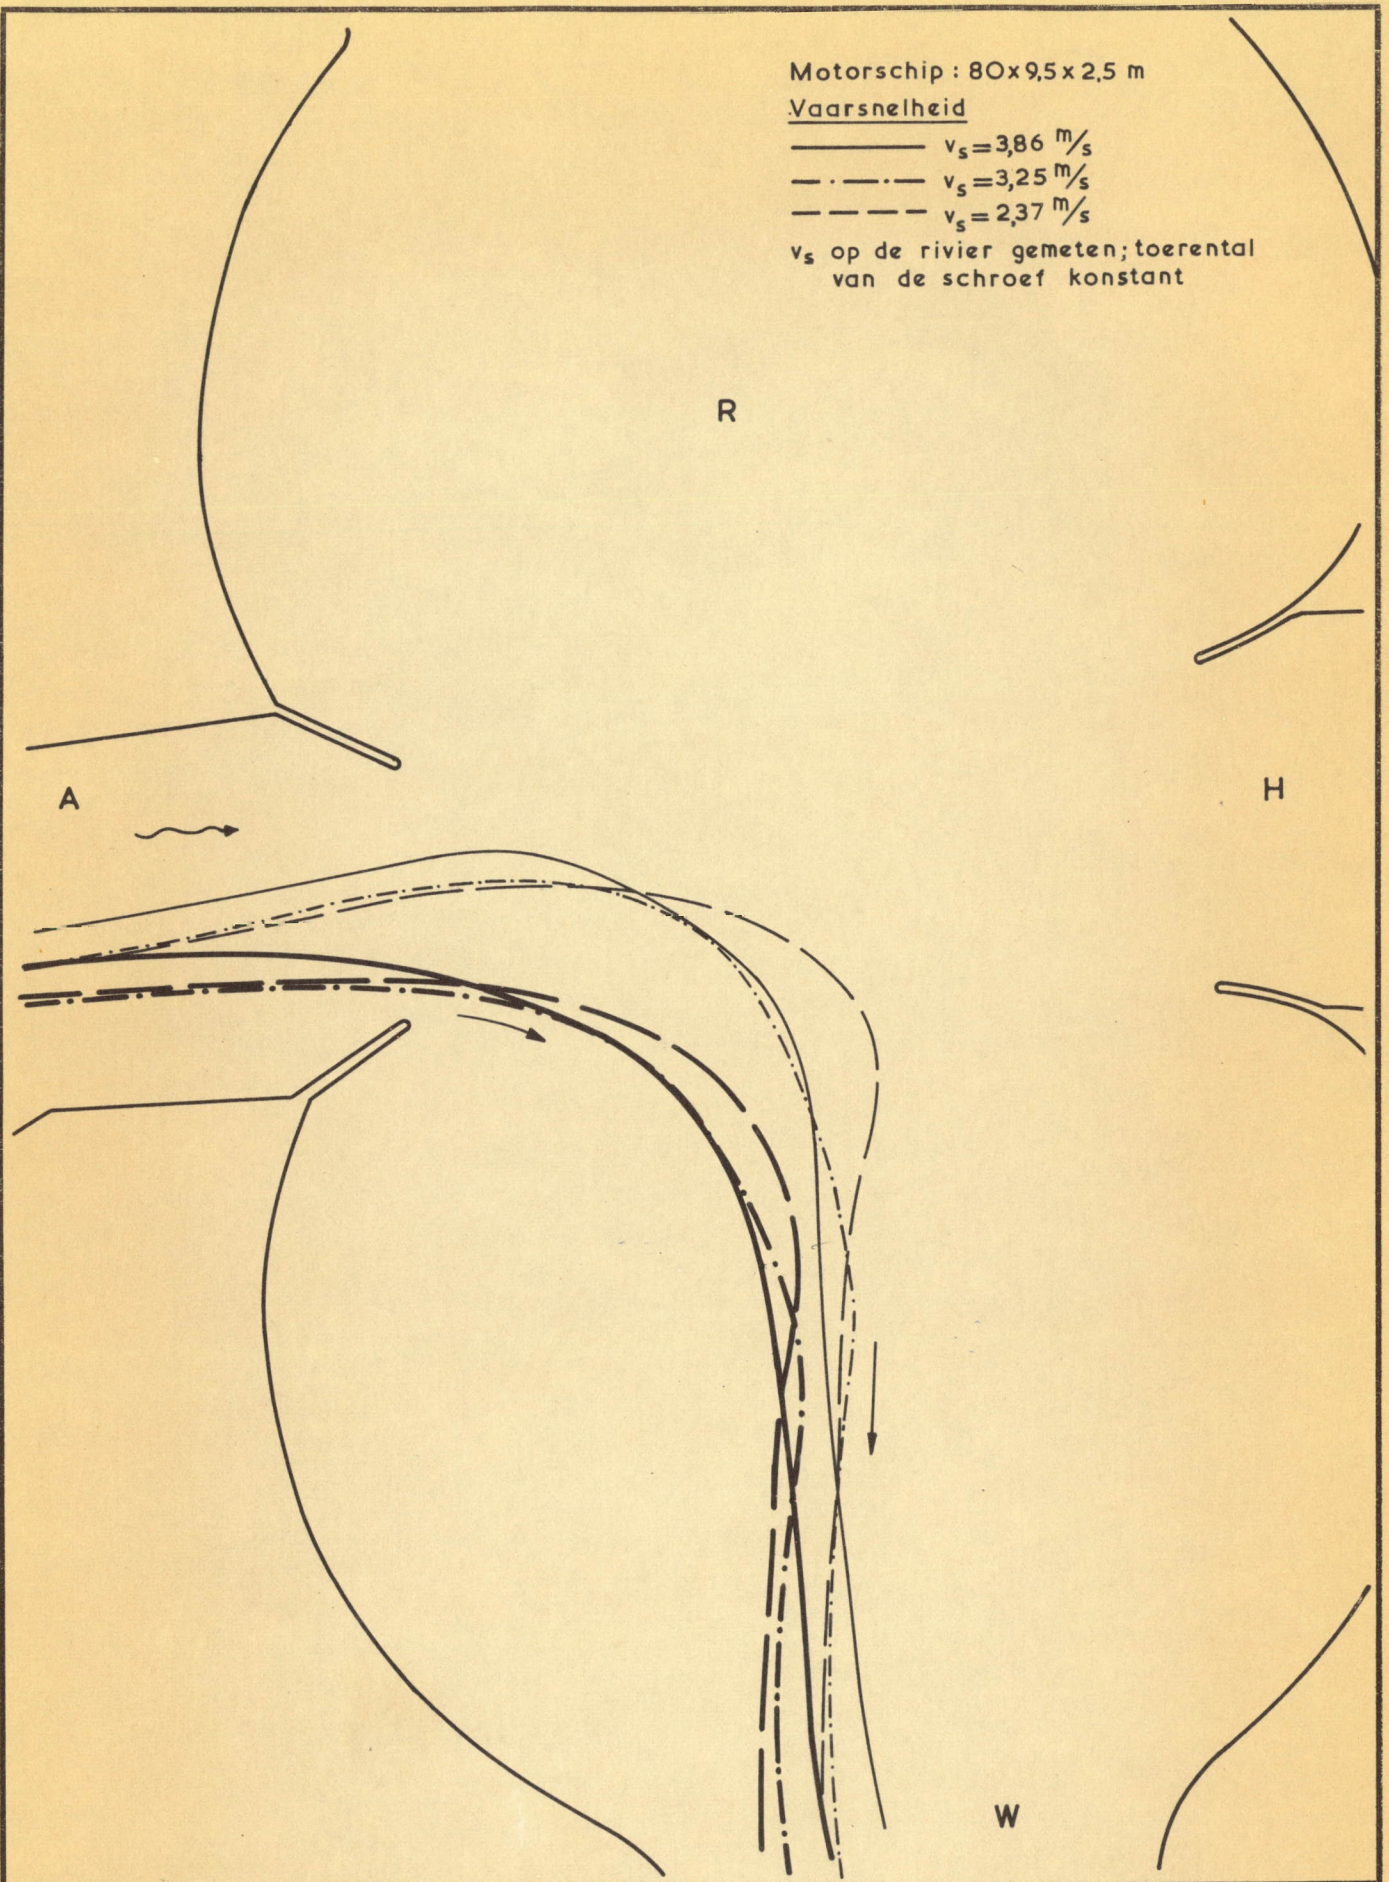 Motorschip : 80x9,5x2,5 m
Vaarsnelheid
vs=3,86 m/s
vs=3,25 m/s
vs=2,37 m/s
vs op de rivier gemeten; toerental
van de schroef konstant
R
A
H
W